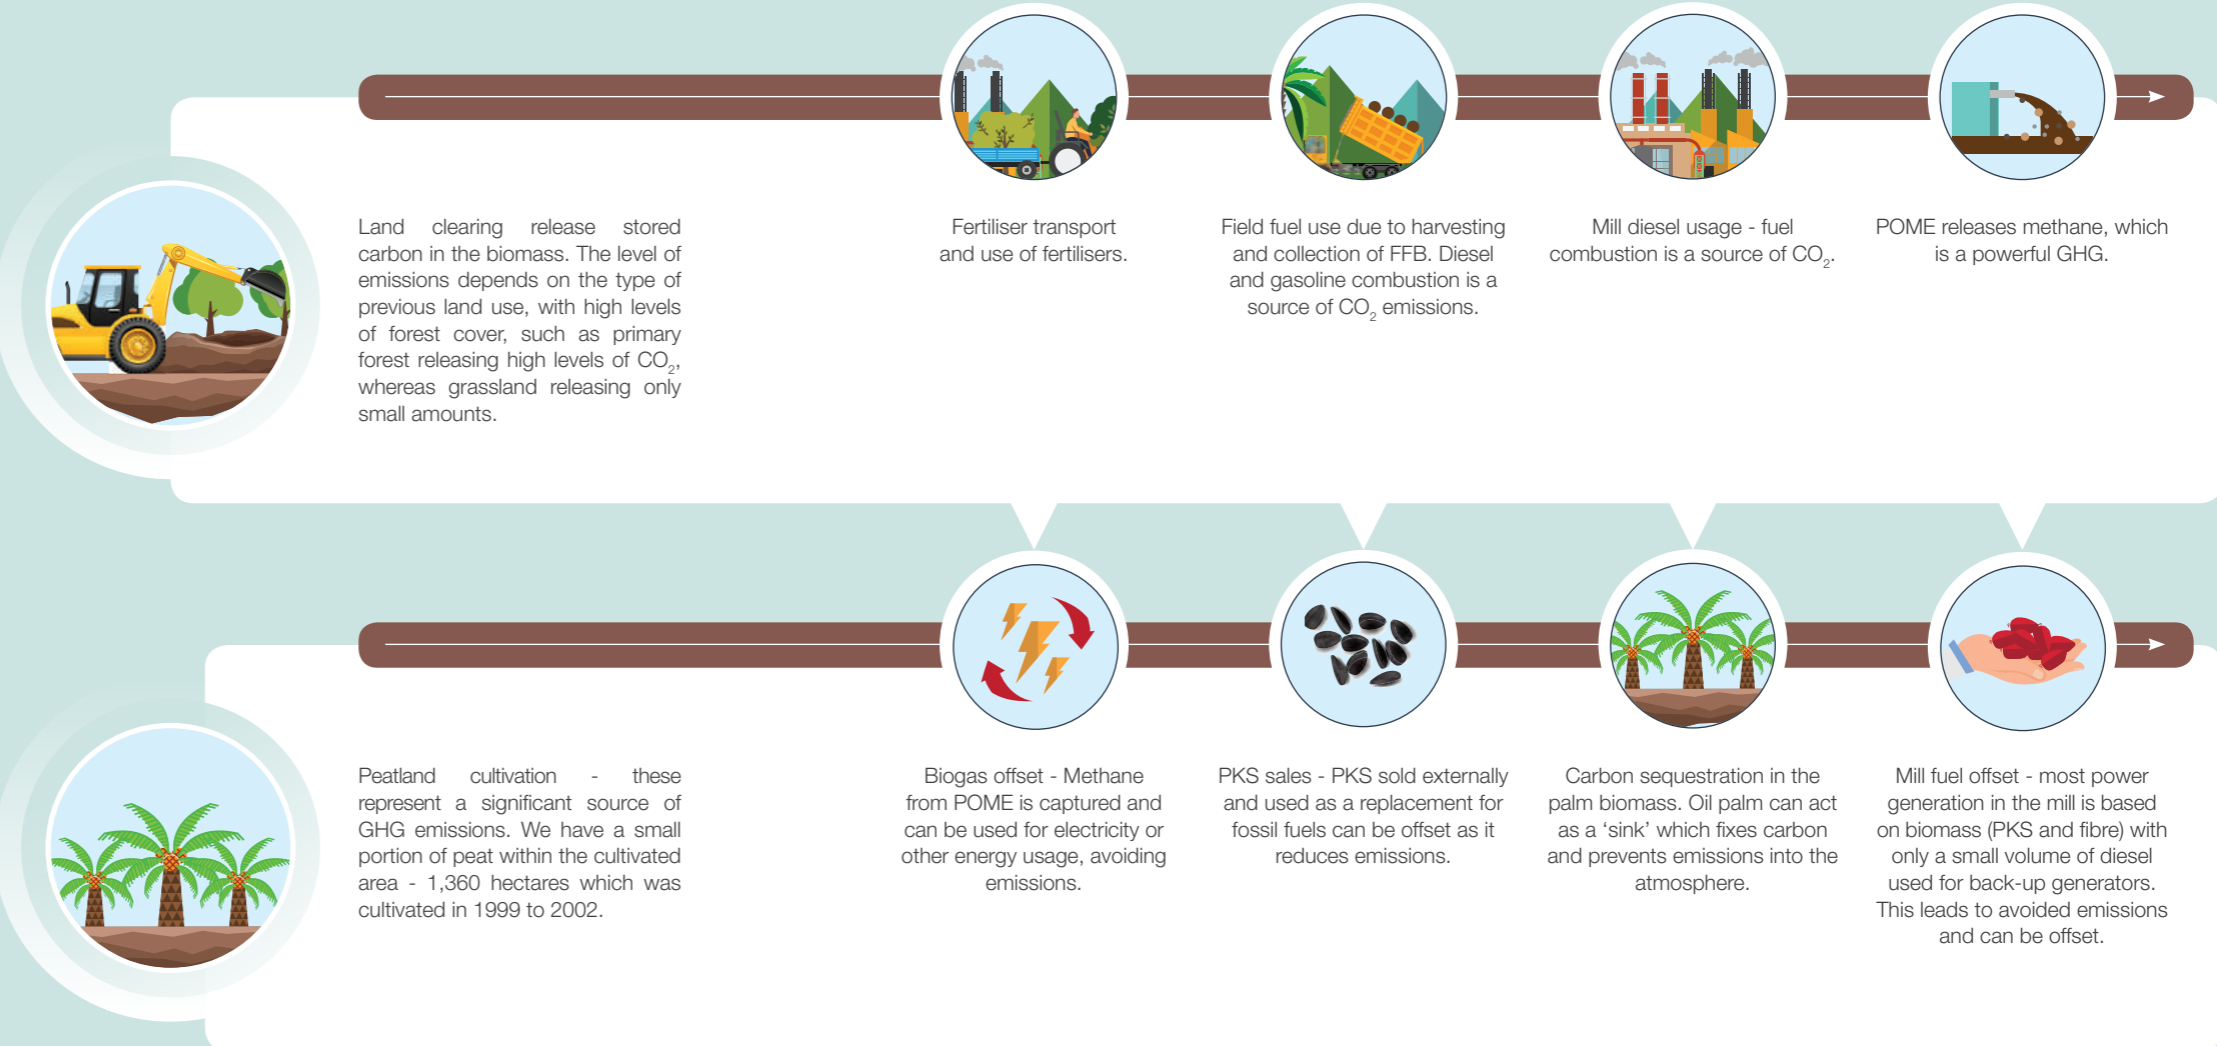 Land clearing release stored
carbon in the biomass. The level of
emissions depends on the type of
previous land use, with high levels
of forest cover, such as primary
forest releasing high levels of CO₂,
whereas grassland releasing only
small amounts.
Fertiliser transport
and use of fertilisers.
Field fuel use due to harvesting
and collection of FFB. Diesel
and gasoline combustion is a
source of CO₂ emissions.
Mill diesel usage - fuel
combustion is a source of CO₂.
POME releases methane, which
is a powerful GHG.
Peatland cultivation - these
represent a significant source of
GHG emissions. We have a small
portion of peat within the cultivated
area - 1,360 hectares which was
cultivated in 1999 to 2002.
Biogas offset - Methane
from POME is captured and
can be used for electricity or
other energy usage, avoiding
emissions.
PKS sales - PKS sold externally
and used as a replacement for
fossil fuels can be offset as it
reduces emissions.
Carbon sequestration in the
palm biomass. Oil palm can act
as a ‘sink’ which fixes carbon
and prevents emissions into the
atmosphere.
Mill fuel offset - most power
generation in the mill is based
on biomass (PKS and fibre) with
only a small volume of diesel
used for back-up generators.
This leads to avoided emissions
and can be offset.